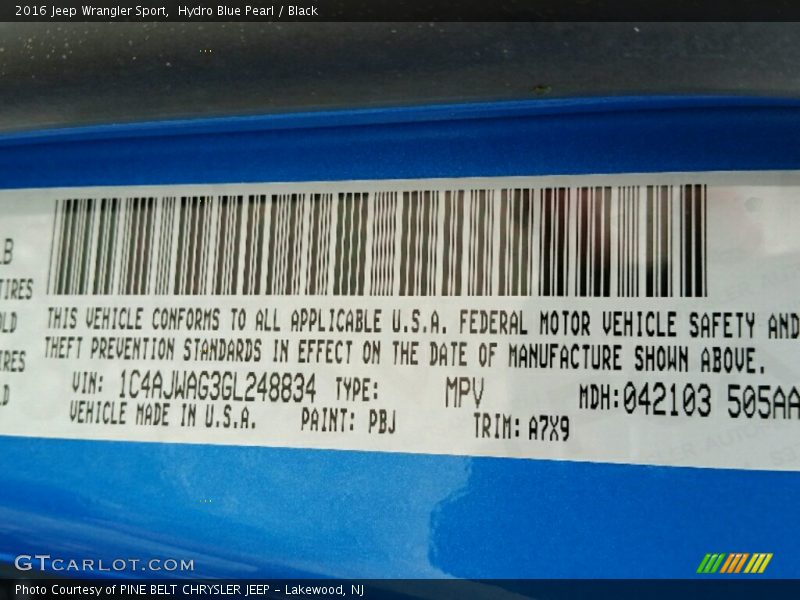 2016 Jeep Wrangler Sport,  Hydro Blue Pearl / Black
LB
TIRES
OLD
IRES
LD
THIS VEHICLE CONFORMS TO ALL APPLICABLE U.S.A. FEDERAL MOTOR VEHICLE SAFETY AND
THEFT PREVENTION STANDARDS IN EFFECT ON THE DATE OF MANUFACTURE SHOWN ABOVE.
VIN: 1C4AJWAG3GL248834 TYPE: MPV MDH:042103 505AA
VEHICLE MADE IN U.S.A. PAINT: PBJ TRIM: A7X9
GTCARLOT.COM
Photo Courtesy of PINE BELT CHRYSLER JEEP - Lakewood, NJ